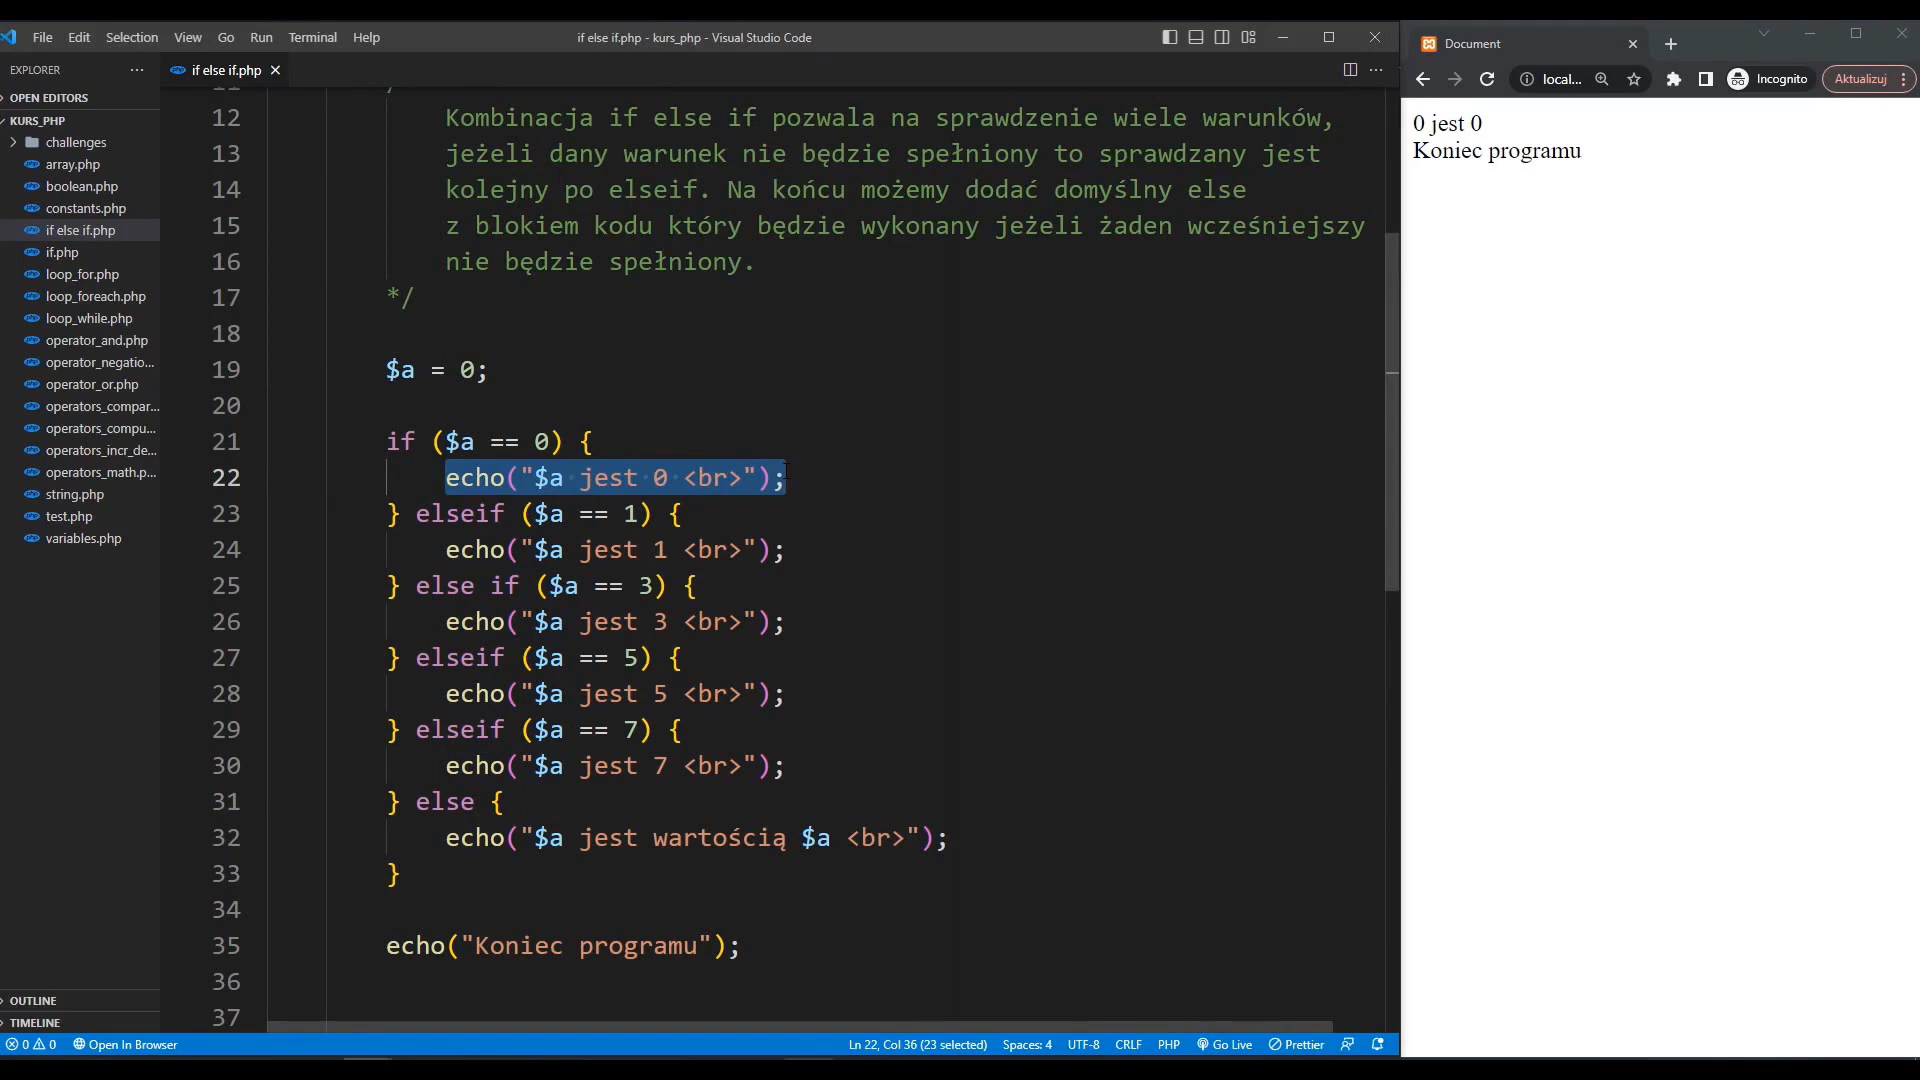 File Edit Selection View Go Run Terminal Help
if else if.php - kurs_php - Visual Studio Code
EXPLORER
OPEN EDITORS
KURS_PHP
challenges
array.php
boolean.php
constants.php
if else if.php
if.php
loop_for.php
loop_foreach.php
loop_while.php
operator_and.php
operator_negatio...
operator_or.php
operators_compar...
operators_compu...
operators_incr_de...
operators_math.p...
string.php
test.php
variables.php
OUTLINE
TIMELINE
if else if.php
12 Kombinacja if else if pozwala na sprawdzenie wiele warunków,
13 jeżeli dany warunek nie będzie spełniony to sprawdzany jest
14 kolejny po elseif. Na końcu możemy dodać domyślny else
15 z blokiem kodu który będzie wykonany jeżeli żaden wcześniejszy
16 nie będzie spełniony.
17 */
18
19 $a = 0;
20
21 if ($a == 0) {
22 echo("$a jest 0 <br>");
23 } elseif ($a == 1) {
24 echo("$a jest 1 <br>");
25 } else if ($a == 3) {
26 echo("$a jest 3 <br>");
27 } elseif ($a == 5) {
28 echo("$a jest 5 <br>");
29 } elseif ($a == 7) {
30 echo("$a jest 7 <br>");
31 } else {
32 echo("$a jest wartością $a <br>");
33 }
34
35 echo("Koniec programu");
36
37
0 0 Open In Browser
Ln 22, Col 36 (23 selected) Spaces: 4 UTF-8 CRLF PHP Go Live Prettier
Document
local... Incognito Aktualizuj
0 jest 0
Koniec programu